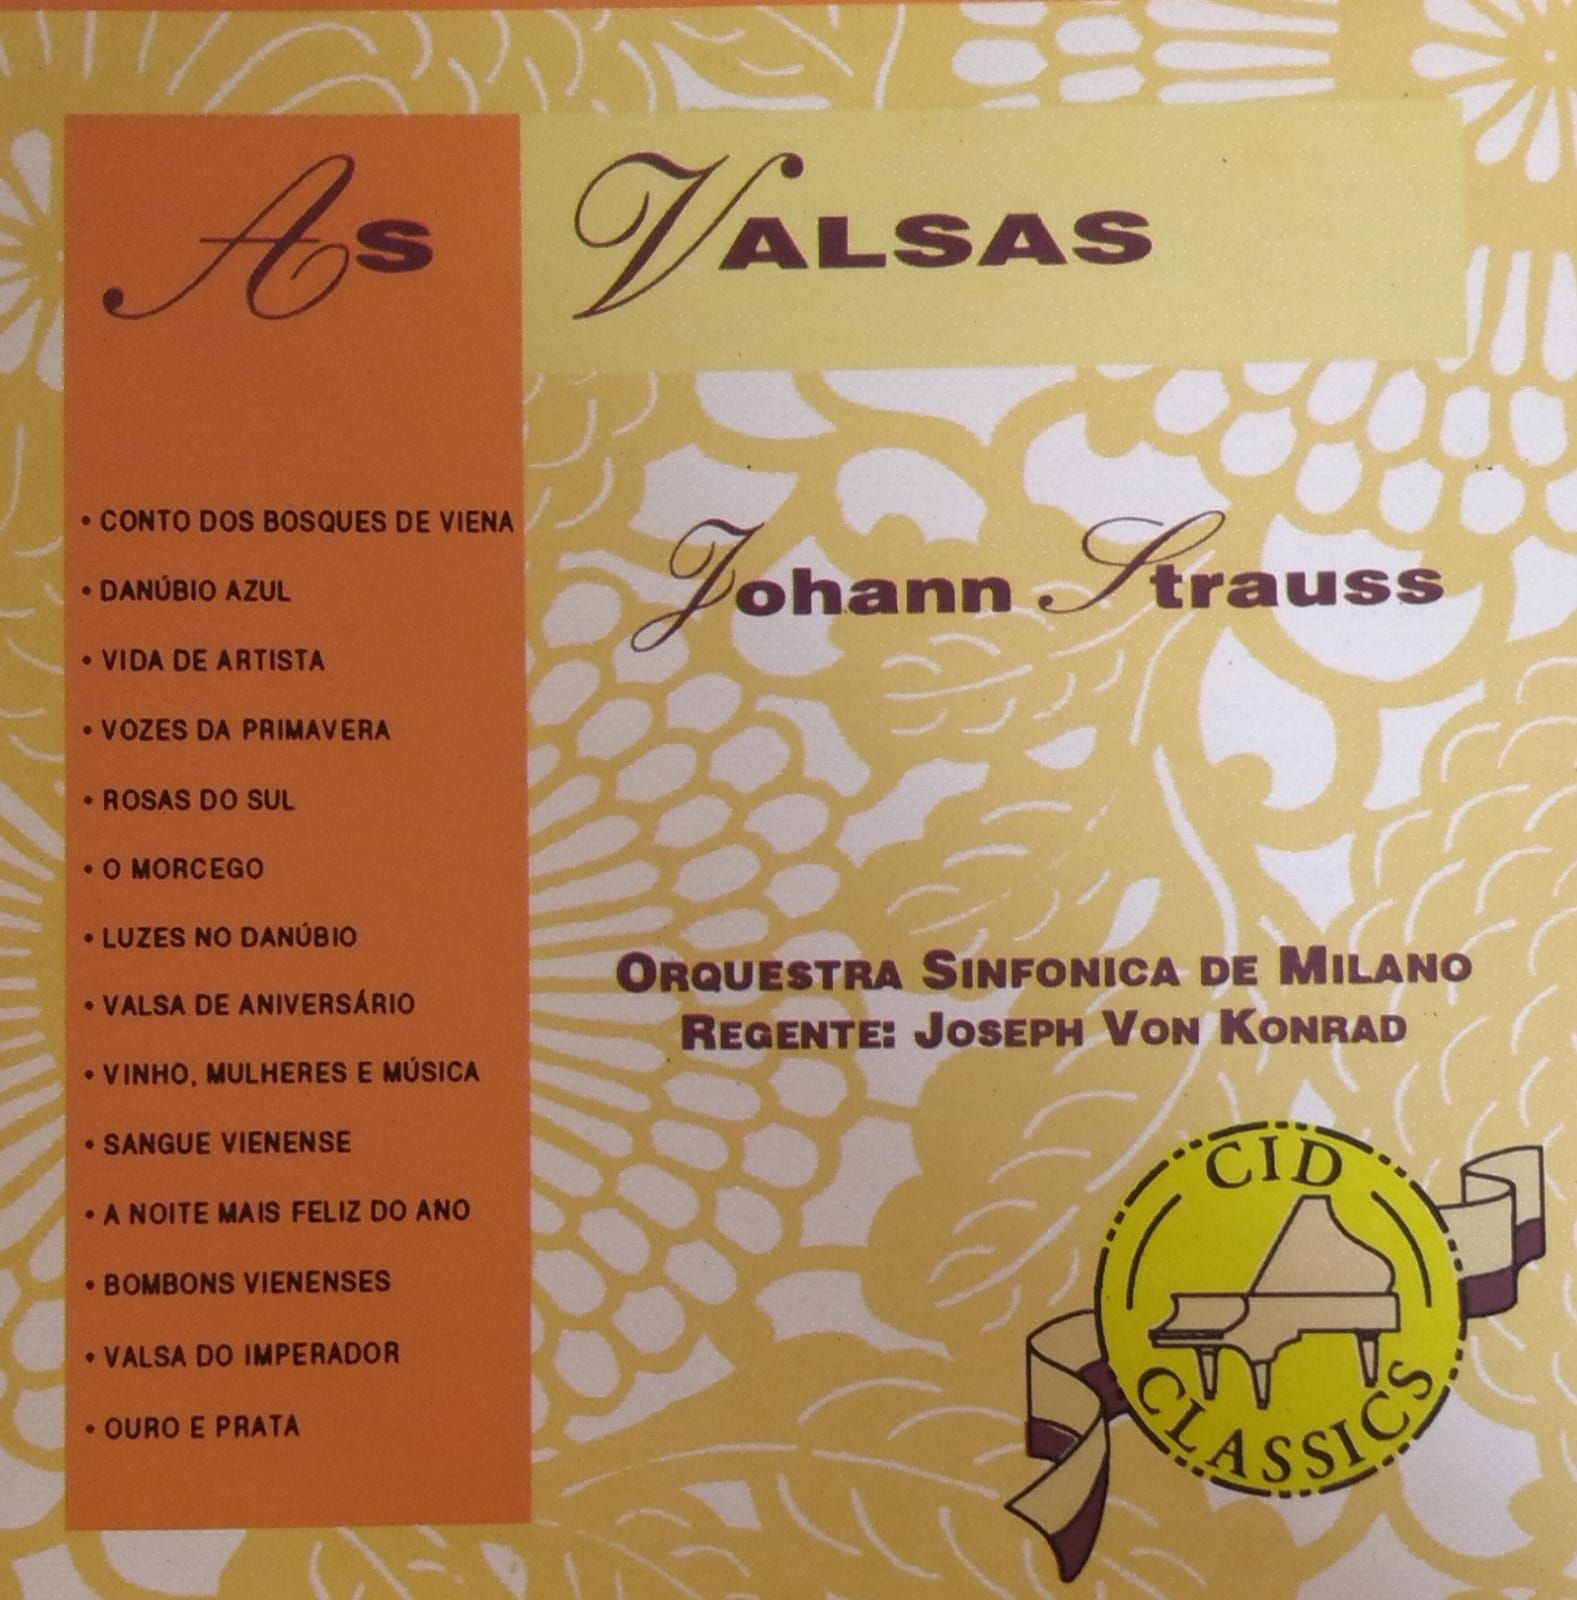 As Valsas
• CONTO DOS BOSQUES DE VIENA
• DANÚBIO AZUL
• VIDA DE ARTISTA
• VOZES DA PRIMAVERA
• ROSAS DO SUL
• O MORCEGO
• LUZES NO DANÚBIO
• VALSA DE ANIVERSÁRIO
• VINHO, MULHERES E MÚSICA
• SANGUE VIENENSE
• A NOITE MAIS FELIZ DO ANO
• BOMBONS VIENENSES
• VALSA DO IMPERADOR
• OURO E PRATA
Johann Strauss
ORQUESTRA SINFONICA DE MILANO
REGENTE: JOSEPH VON KONRAD
CID
CLASSICS